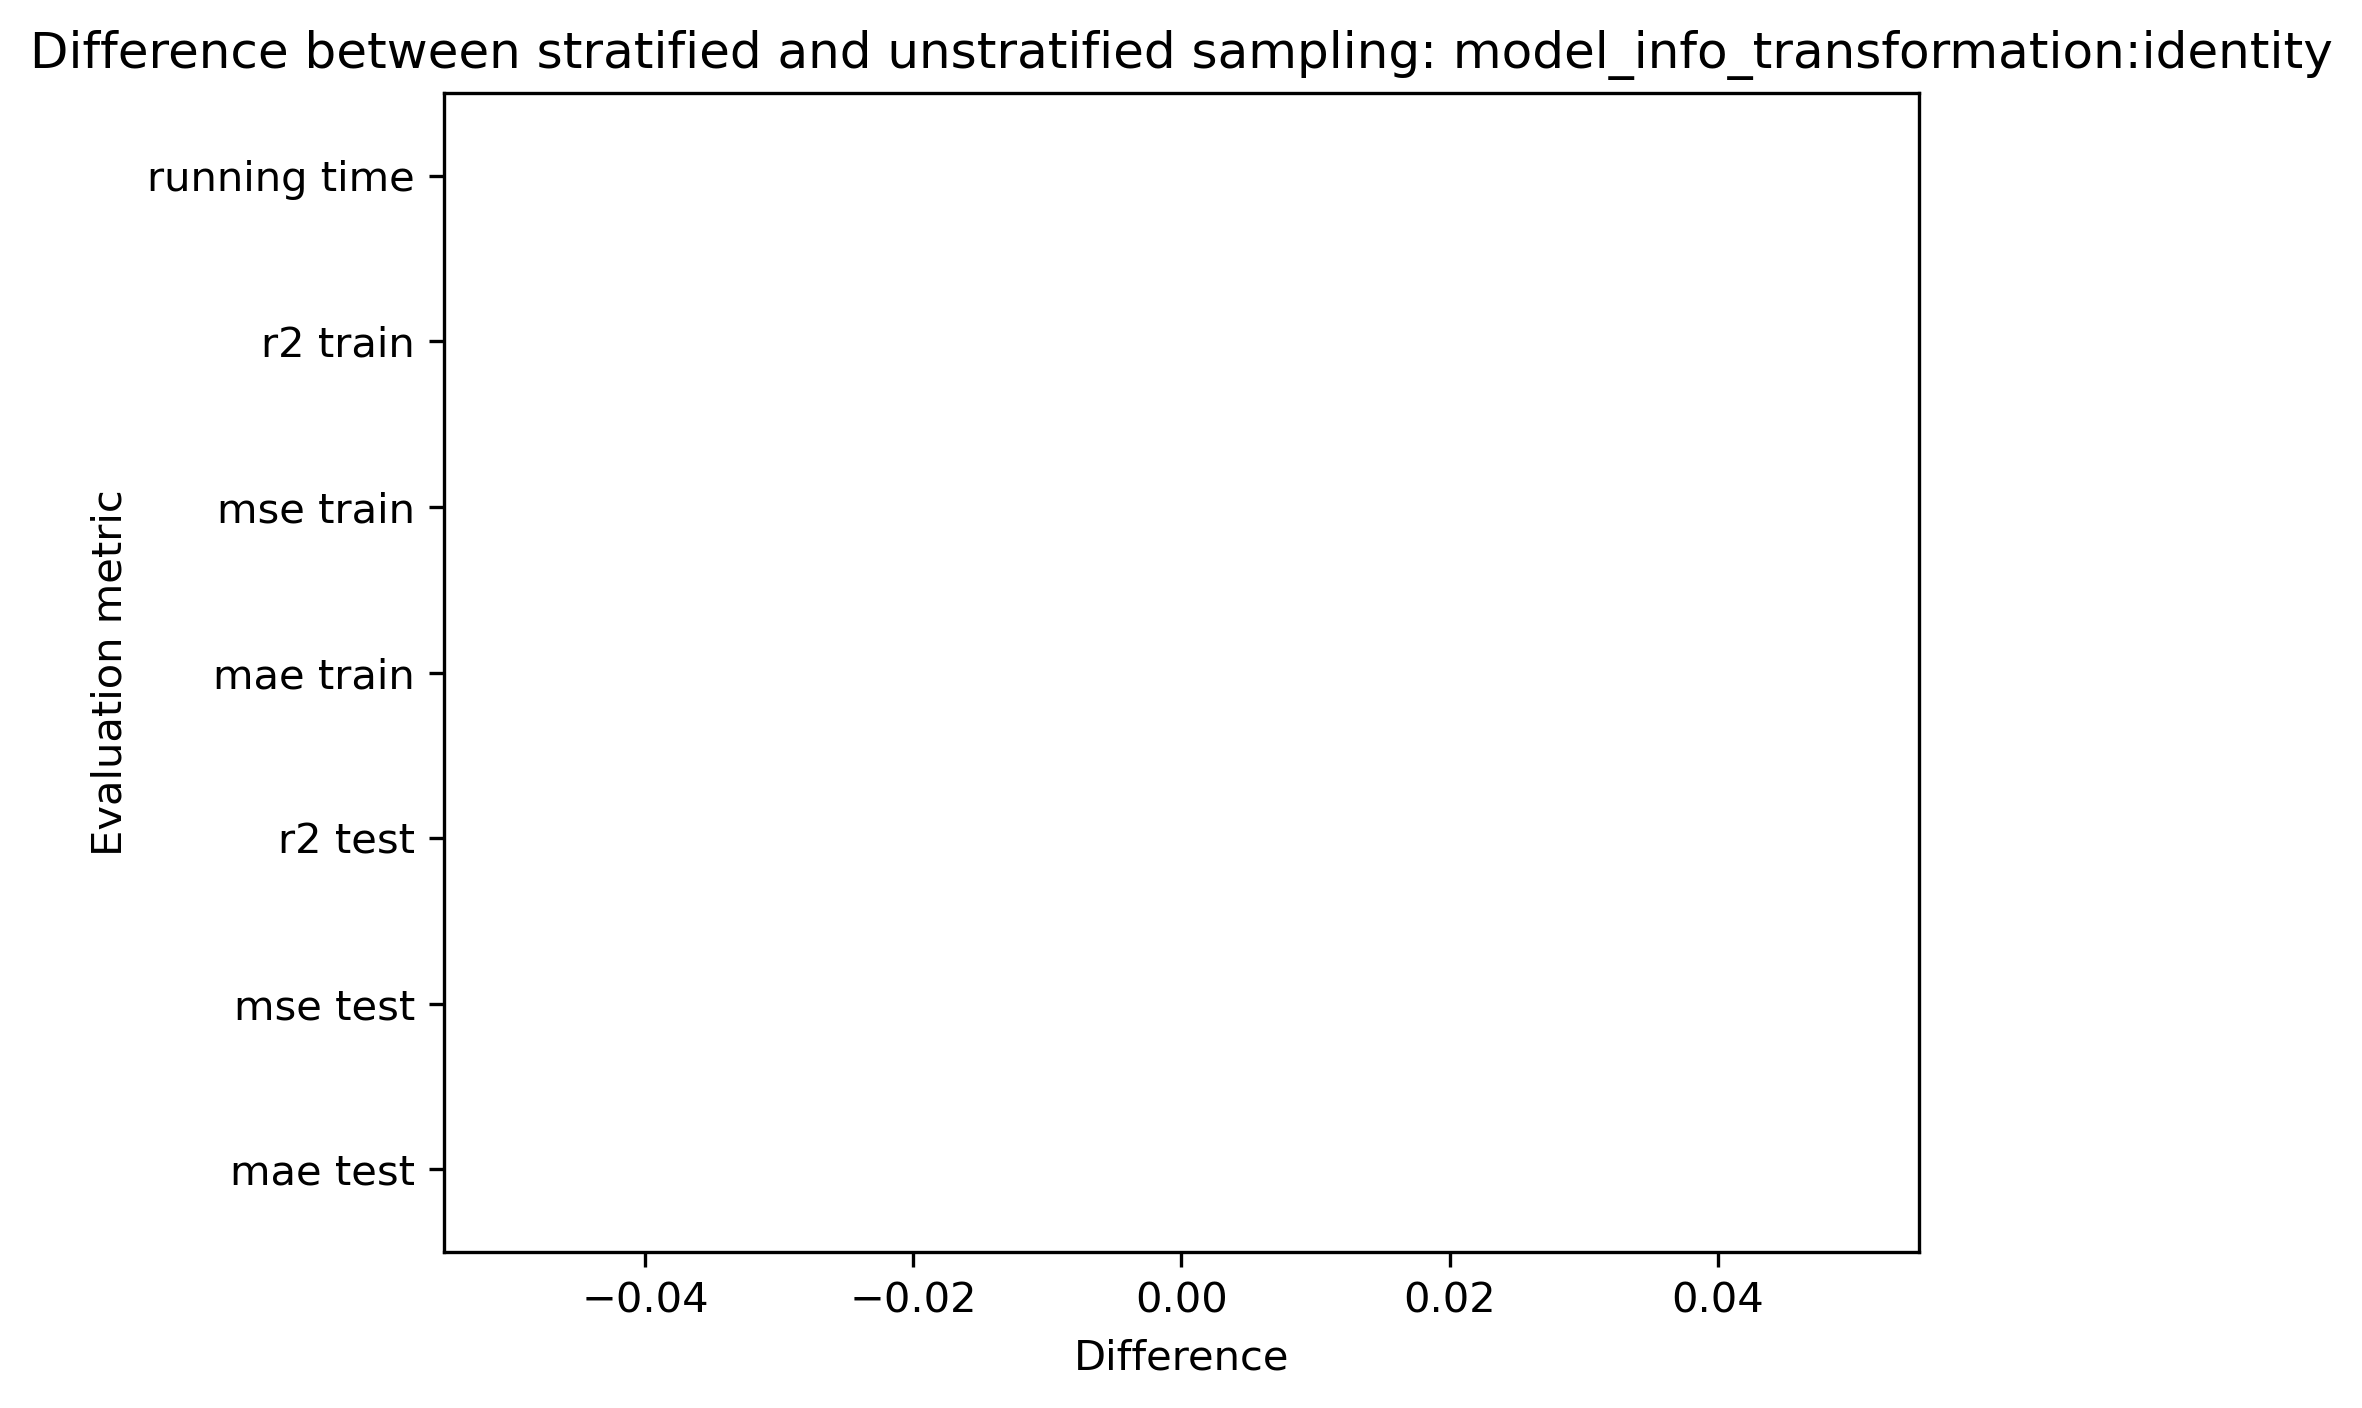 Difference between stratified and unstratified sampling: model_info_transformation:identity
running time
r2 train
mse train
mae train
r2 test
mse test
mae test
Evaluation metric
−0.04 −0.02 0.00 0.02 0.04
Difference